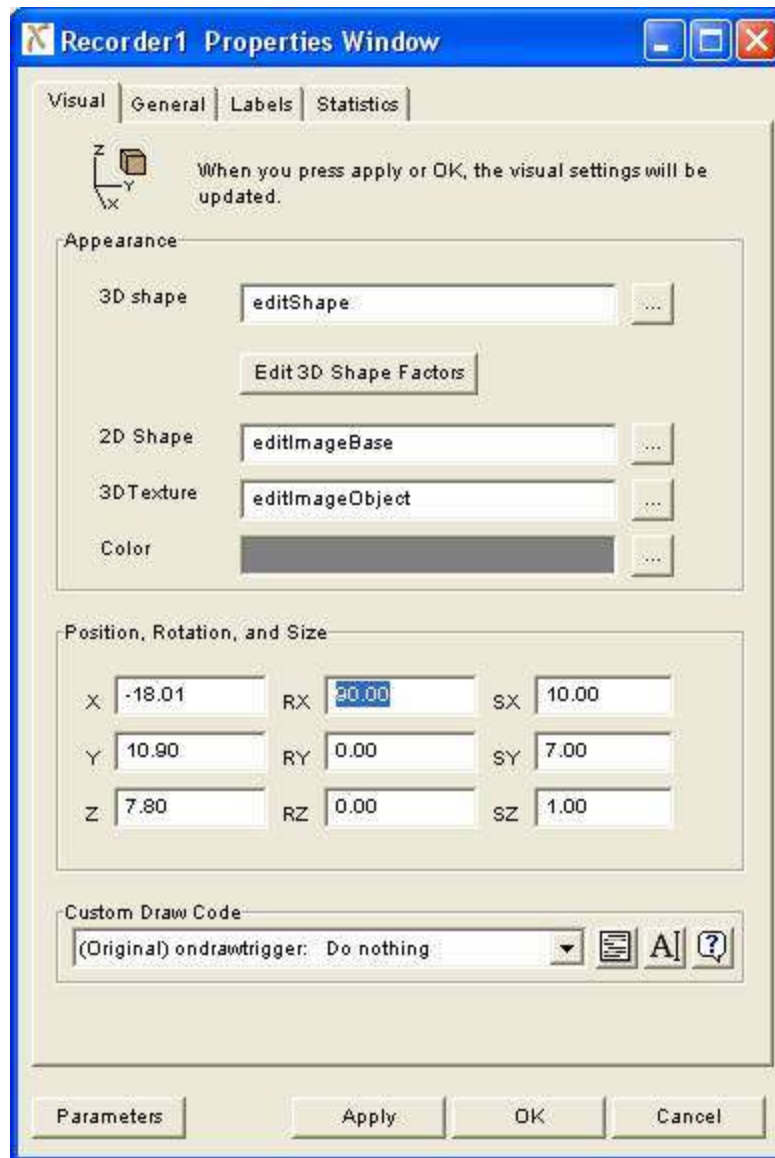 Recorder1 Properties Window
Visual General Labels Statistics
Z
Y
X
When you press apply or OK, the visual settings will be
updated.
Appearance
3D shape editShape ...
Edit 3D Shape Factors
2D Shape editImageBase ...
3DTexture editImageObject ...
Color ...
Position, Rotation, and Size
X -18.01 RX 90.00 SX 10.00
Y 10.90 RY 0.00 SY 7.00
Z 7.80 RZ 0.00 SZ 1.00
Custom Draw Code
(Original) ondrawtrigger: Do nothing A ?
Parameters Apply OK Cancel